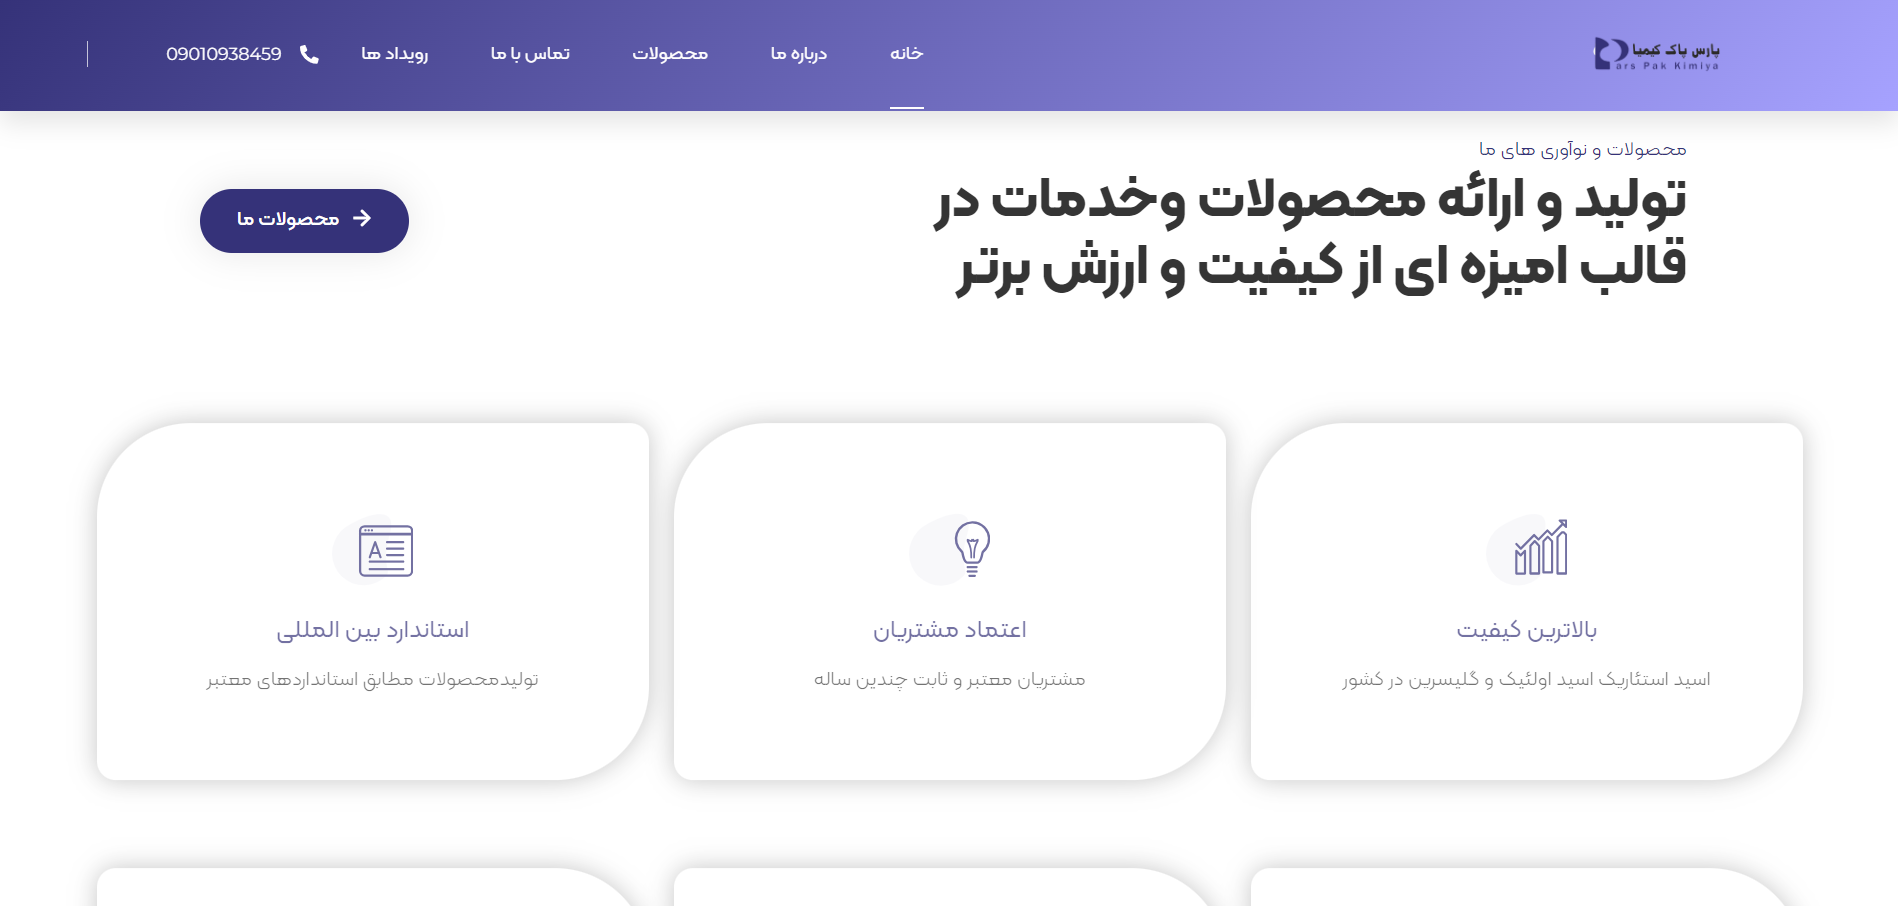 پارس پاک کیمیا
ars Pak Kimiya
خانه
درباره ما
محصولات
تماس با ما
رویداد ها
09010938459
محصولات و نوآوری های ما
تولید و ارائه محصولات وخدمات در
قالب امیزه ای از کیفیت و ارزش برتر
محصولات ما
بالاترین کیفیت
اسید استئاریک اسید اولئیک و گلیسرین در کشور
اعتماد مشتریان
مشتریان معتبر و ثابت چندین ساله
استاندارد بین المللی
تولیدمحصولات مطابق استانداردهای معتبر